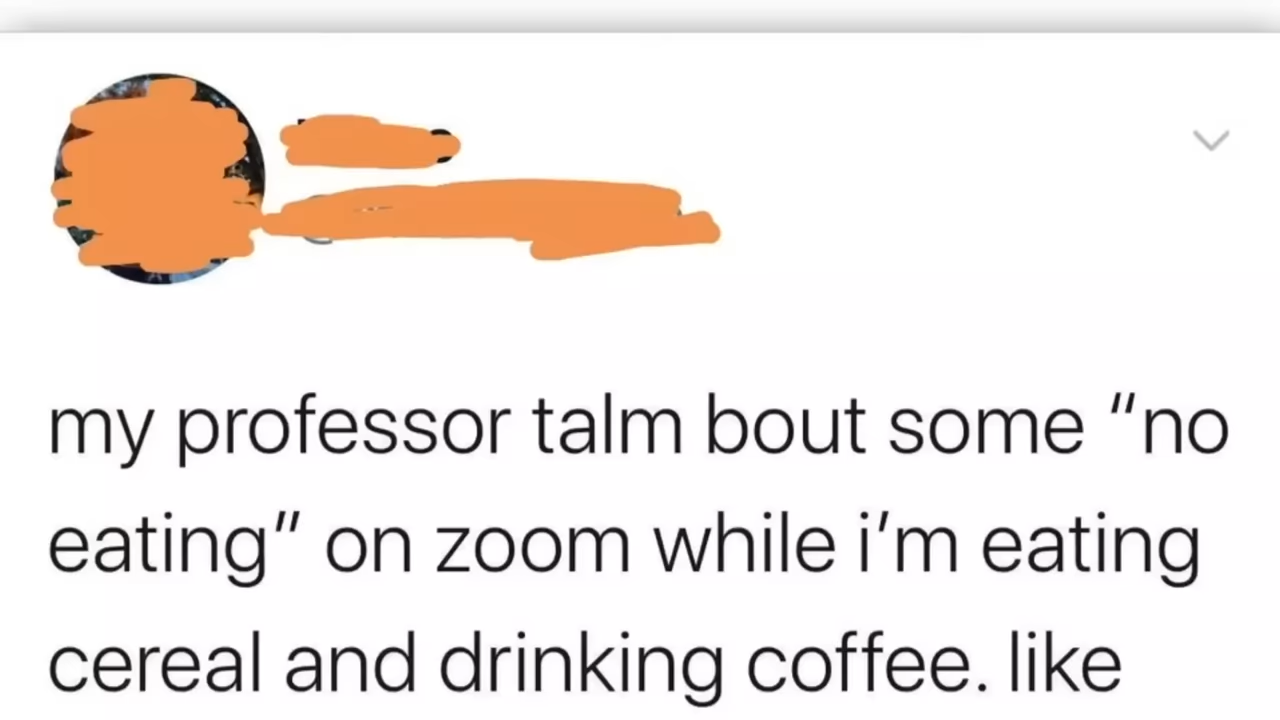 my professor talm bout some “no
eating” on zoom while i’m eating
cereal and drinking coffee. like